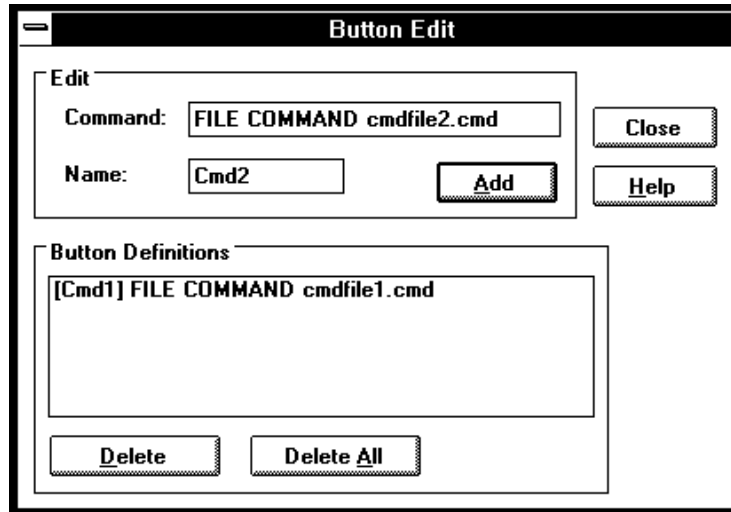 Button Edit
Edit
Command: FILE COMMAND cmdfile2.cmd
Close
Name: Cmd2
Add
Help
Button Definitions
[Cmd1] FILE COMMAND cmdfile1.cmd
Delete Delete All